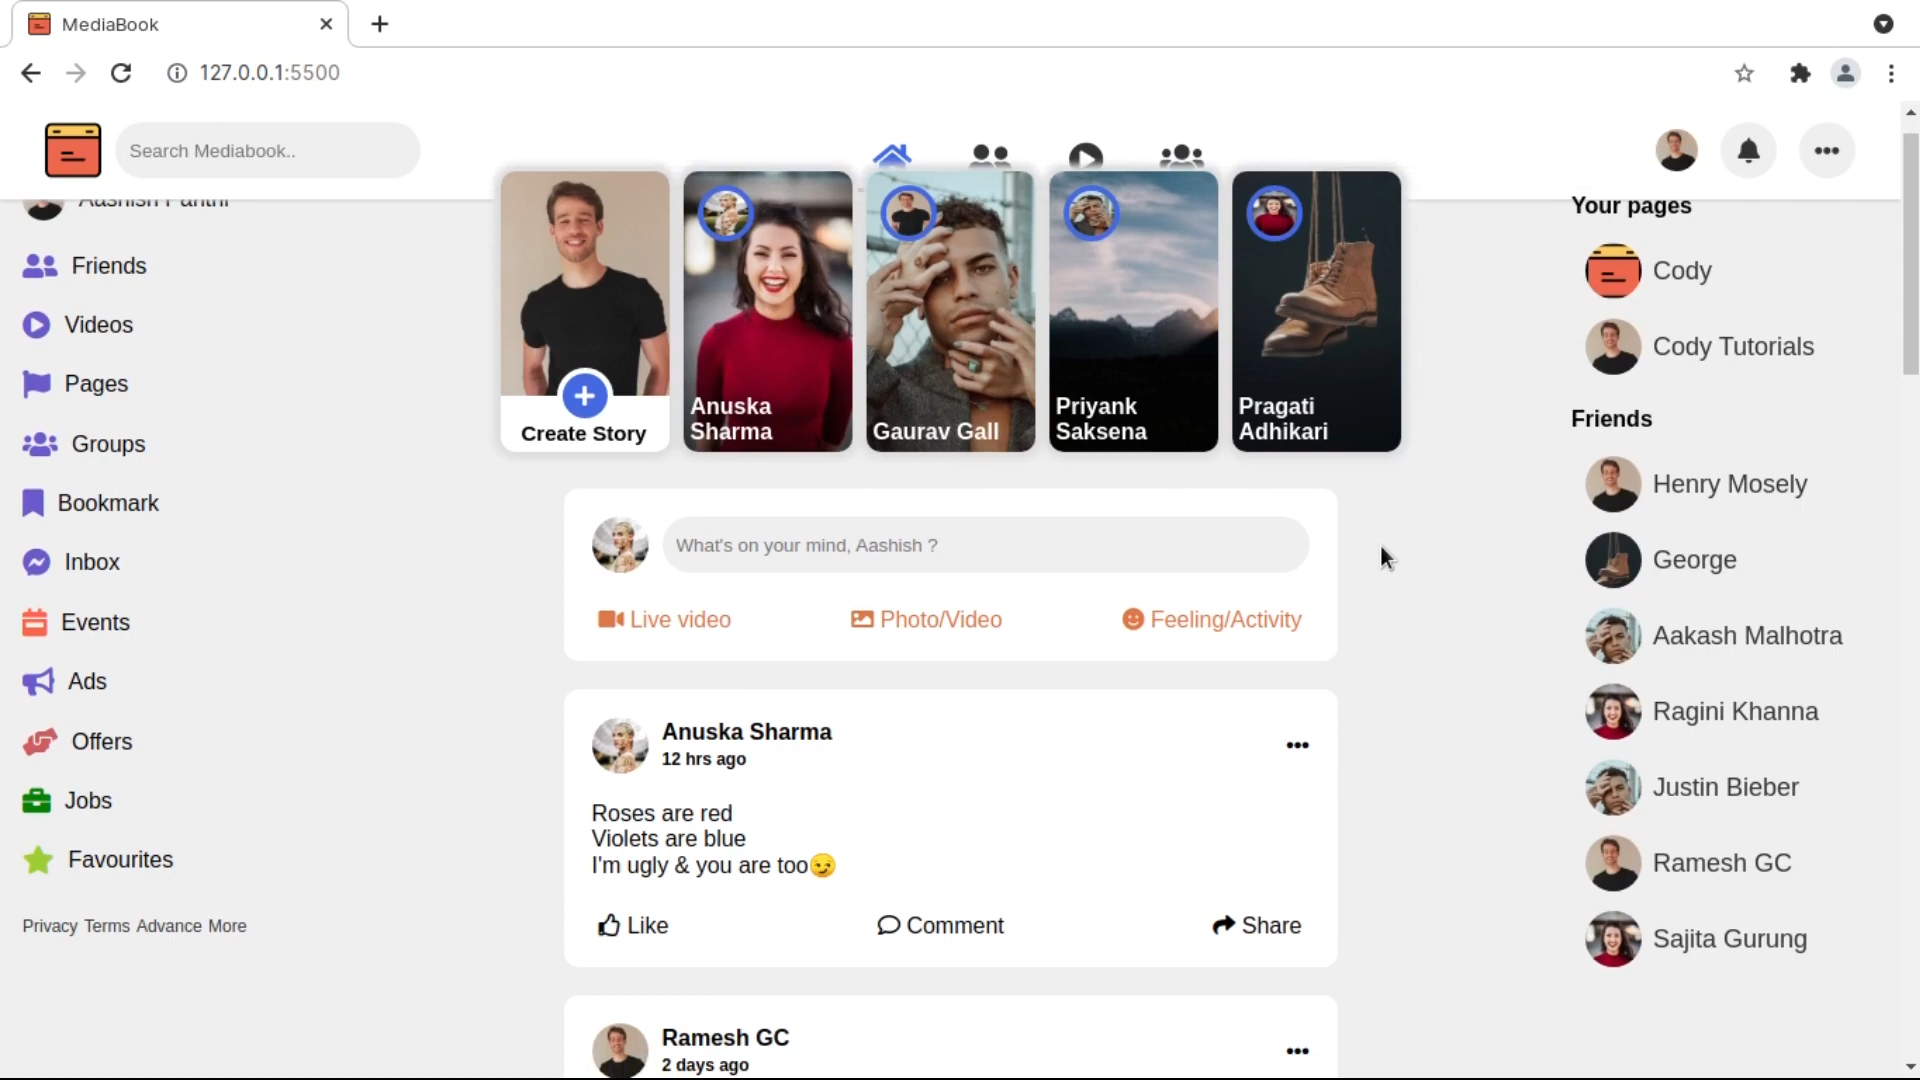 MediaBook
127.0.0.1:5500
Search Mediabook..
Aashish Panthi
Friends
Videos
Pages
Groups
Bookmark
Inbox
Events
Ads
Offers
Jobs
Favourites
Privacy Terms Advance More
Create Story
Anuska
Sharma
Gaurav Gall
Priyank
Saksena
Pragati
Adhikari
What's on your mind, Aashish ?
Live video
Photo/Video
Feeling/Activity
Anuska Sharma
12 hrs ago
Roses are red
Violets are blue
I'm ugly & you are too😏
Like
Comment
Share
Ramesh GC
2 days ago
Your pages
Cody
Cody Tutorials
Friends
Henry Mosely
George
Aakash Malhotra
Ragini Khanna
Justin Bieber
Ramesh GC
Sajita Gurung